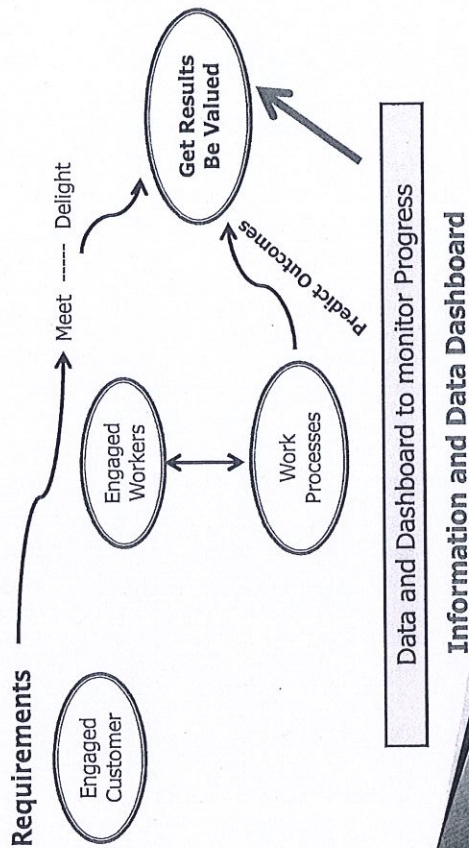 Requirements
Meet ----- Delight
Engaged
Customer
Engaged
Workers
Get Results
Be Valued
Work
Processes
Predict Outcomes
Data and Dashboard to monitor Progress
Information and Data Dashboard